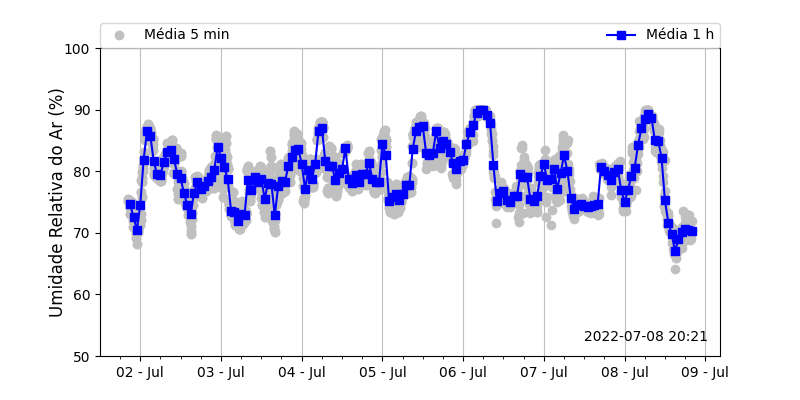 Média 5 min Média 1 h
Umidade Relativa do Ar (%)
100
90
80
70
60
50
2022-07-08 20:21
02 - Jul 03 - Jul 04 - Jul 05 - Jul 06 - Jul 07 - Jul 08 - Jul 09 - Jul